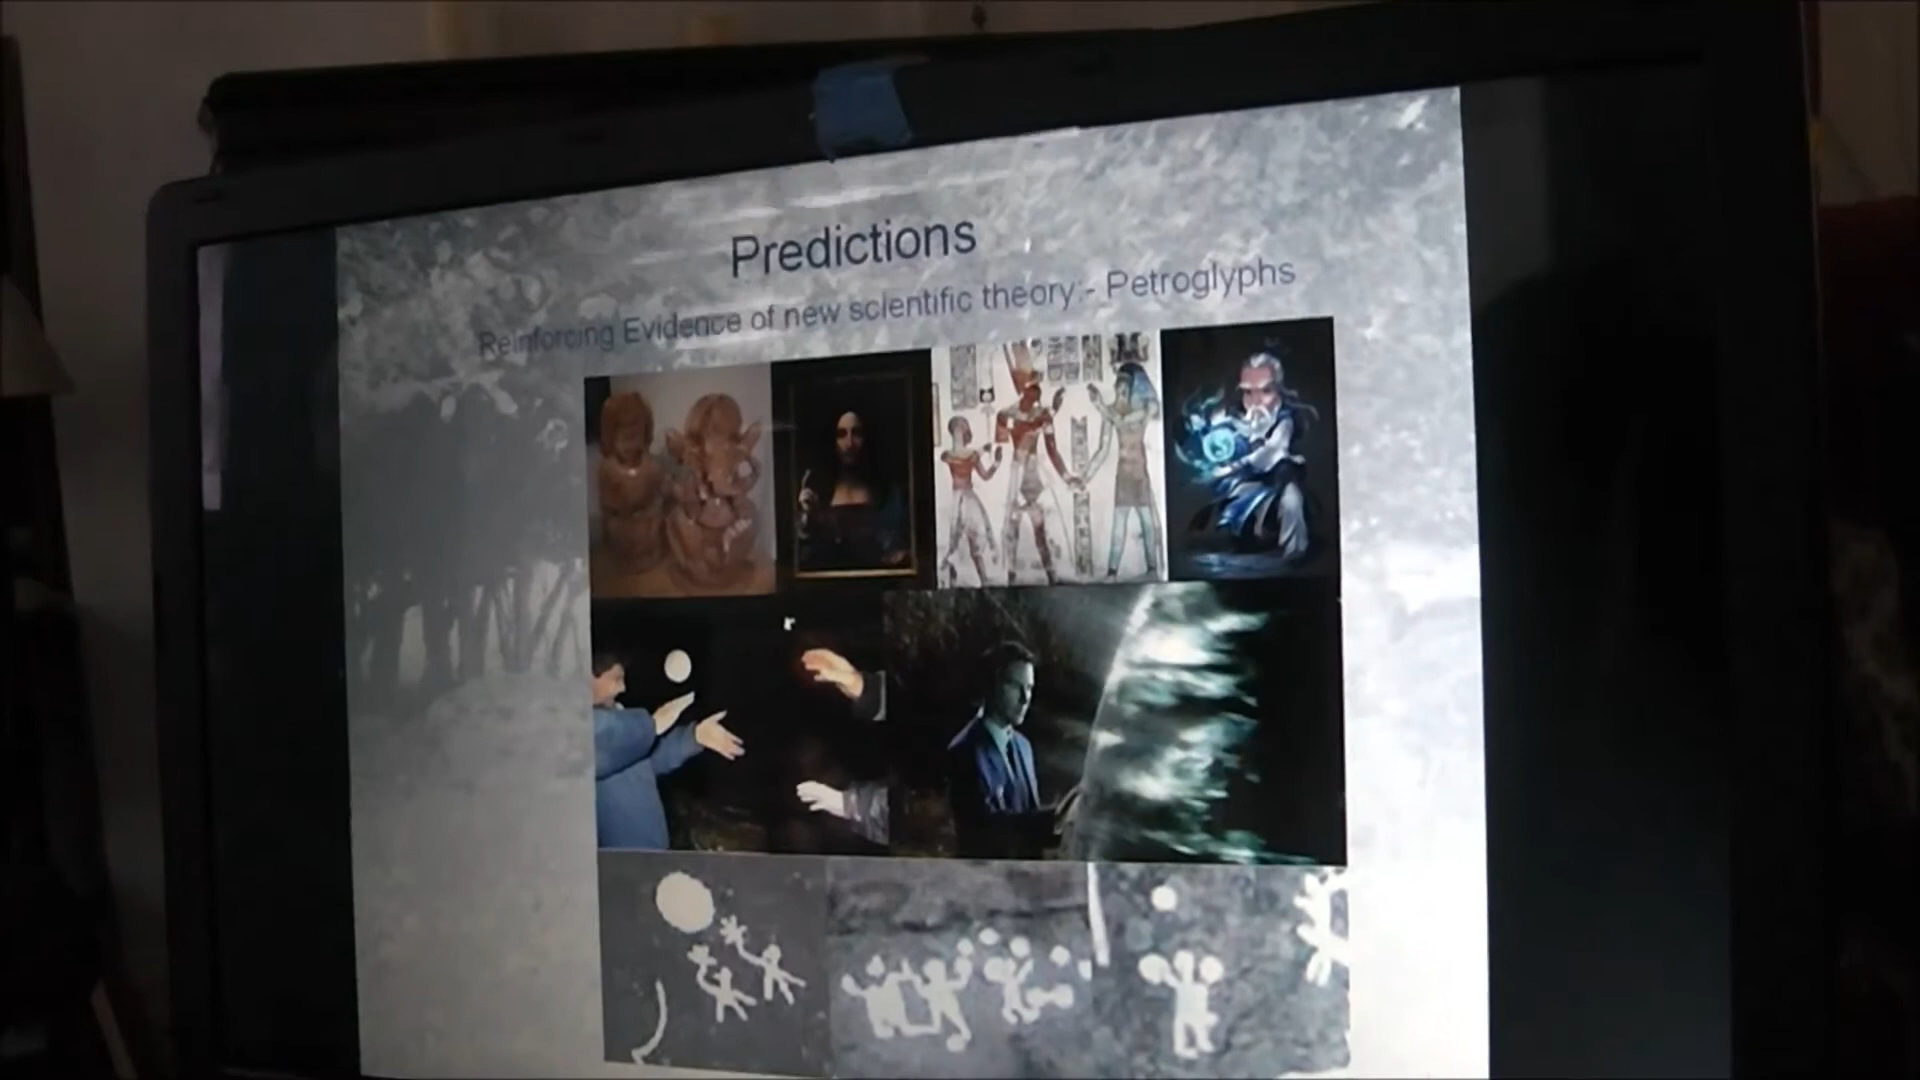 Predictions
Reinforcing Evidence of new scientific theory:- Petroglyphs
r